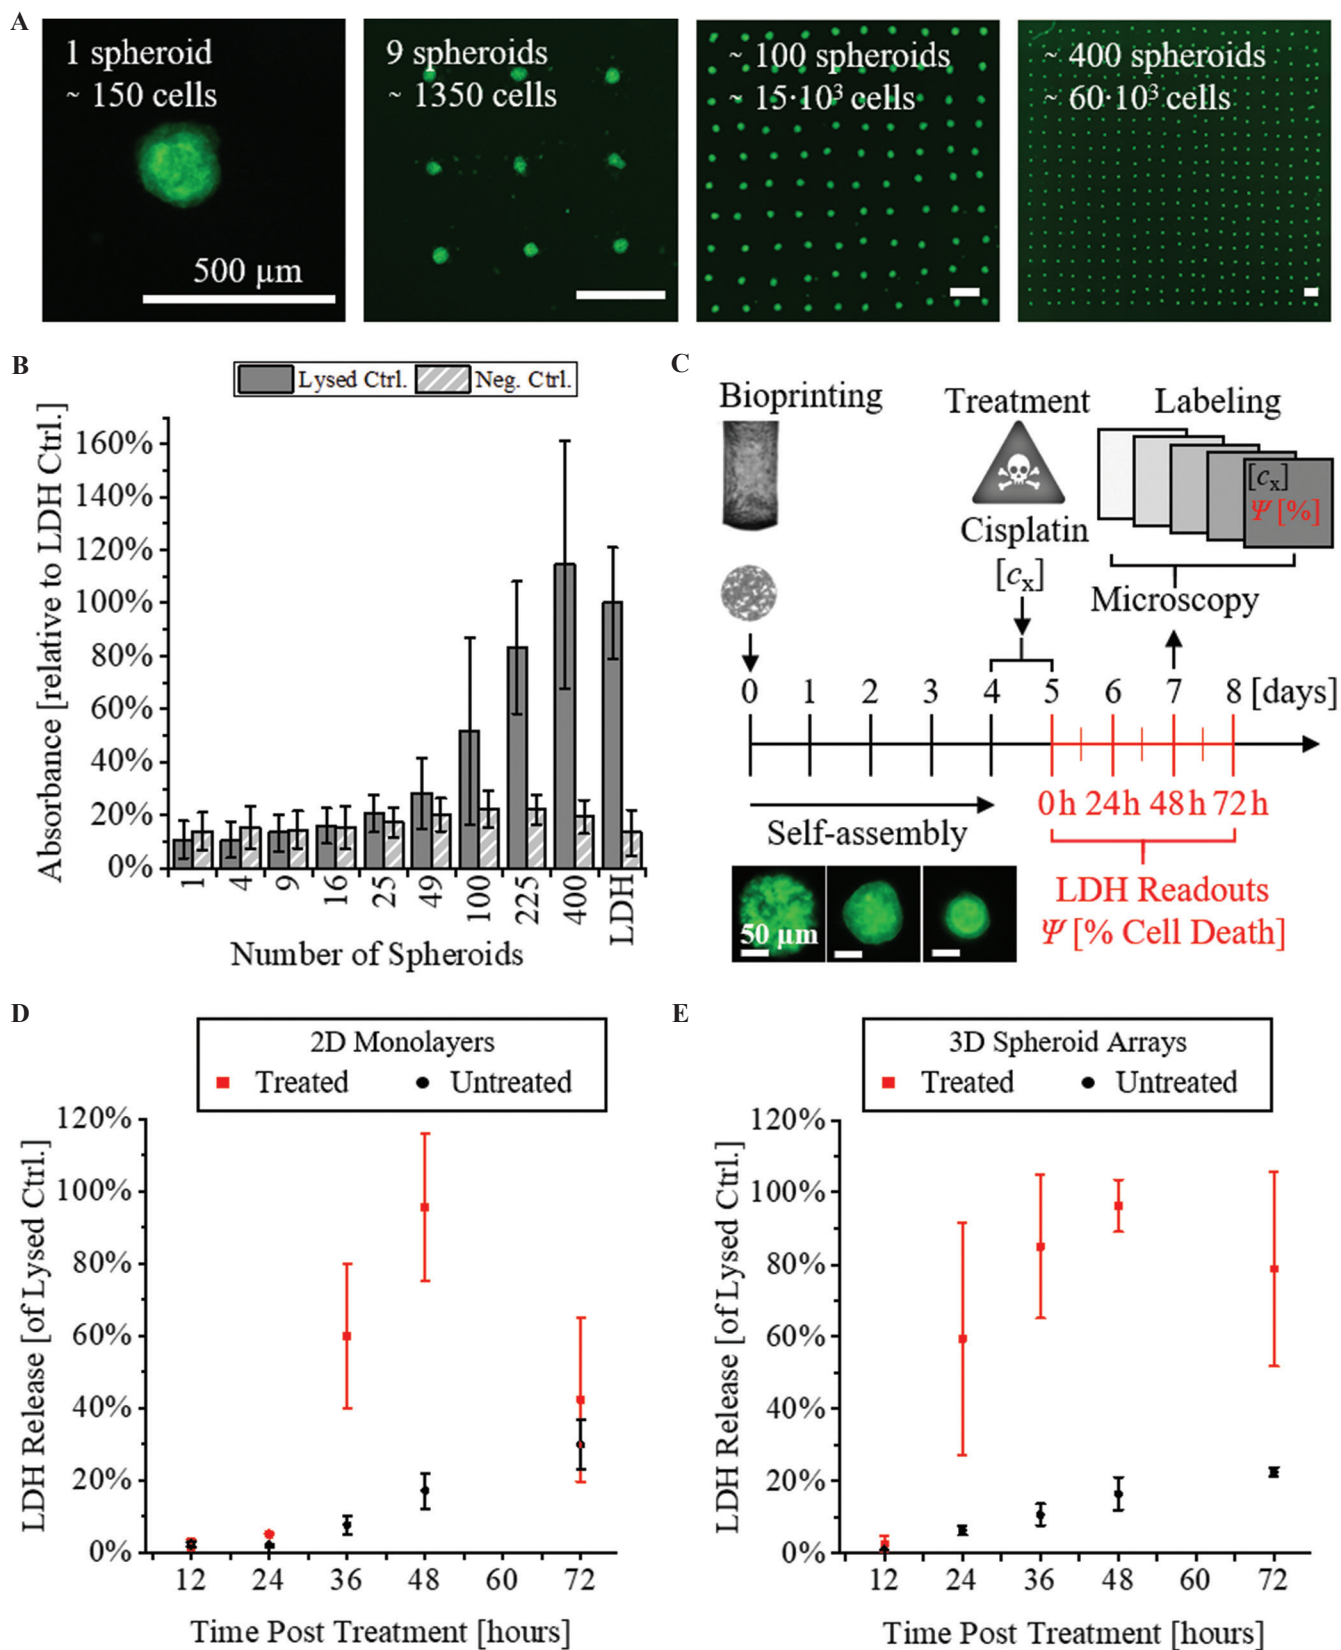 A
1 spheroid
~ 150 cells
500 µm
9 spheroids
~ 1350 cells
~ 100 spheroids
~ 15·10³ cells
~ 400 spheroids
~ 60·10³ cells
B
Lysed Ctrl. Neg. Ctrl.
Absorbance [relative to LDH Ctrl.]
160%
140%
120%
100%
80%
60%
40%
20%
0%
1 4 9 16 25 49 100 225 400 LDH
Number of Spheroids
C
Bioprinting
Treatment
Cisplatin
[cₓ]
Labeling
[cₓ]
Ψ [%]
Microscopy
0 1 2 3 4 5 6 7 8 [days]
0 h 24 h 48 h 72 h
Self-assembly
50 µm
LDH Readouts
Ψ [% Cell Death]
D
2D Monolayers
Treated Untreated
LDH Release [of Lysed Ctrl.]
120%
100%
80%
60%
40%
20%
0%
12 24 36 48 60 72
Time Post Treatment [hours]
E
3D Spheroid Arrays
Treated Untreated
LDH Release [of Lysed Ctrl.]
120%
100%
80%
60%
40%
20%
0%
12 24 36 48 60 72
Time Post Treatment [hours]